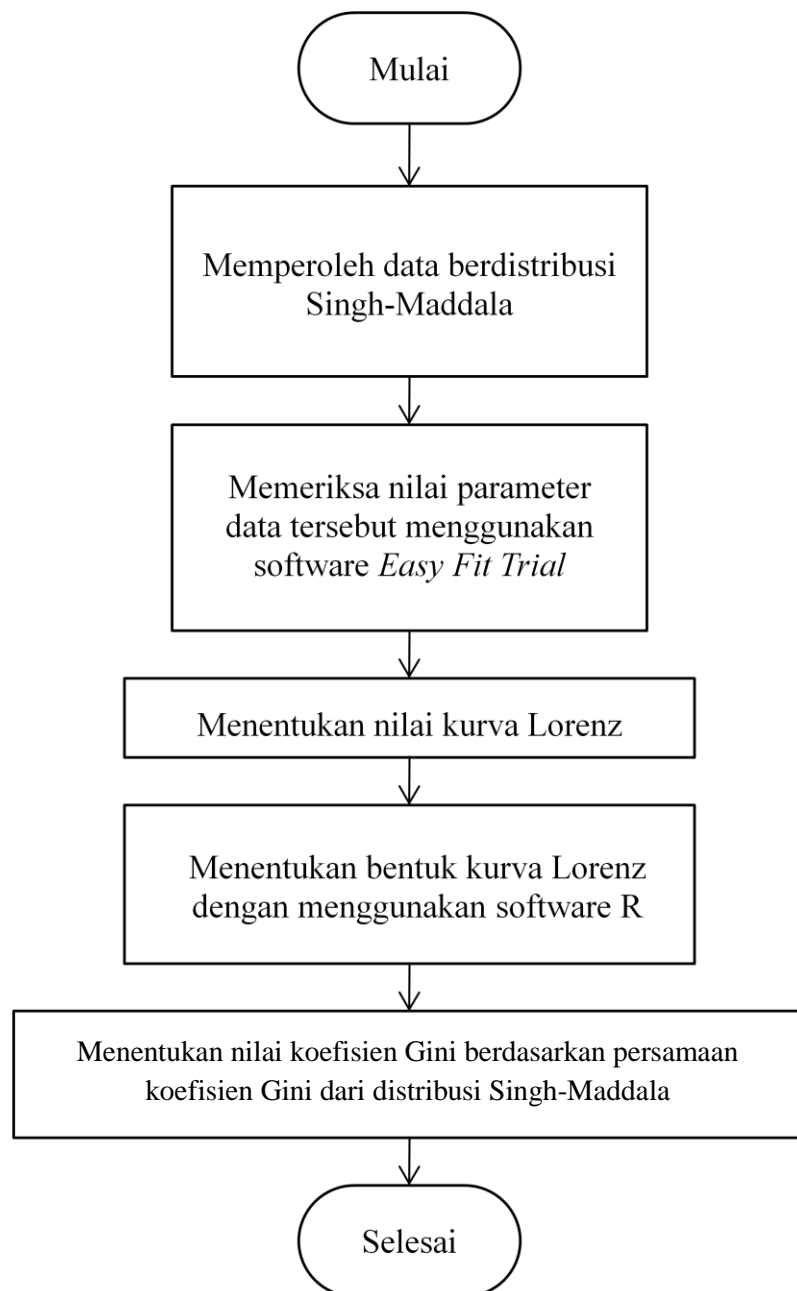 Mulai
Memperoleh data berdistribusi
Singh-Maddala
Memeriksa nilai parameter
data tersebut menggunakan
software Easy Fit Trial
Menentukan nilai kurva Lorenz
Menentukan bentuk kurva Lorenz
dengan menggunakan software R
Menentukan nilai koefisien Gini berdasarkan persamaan
koefisien Gini dari distribusi Singh-Maddala
Selesai